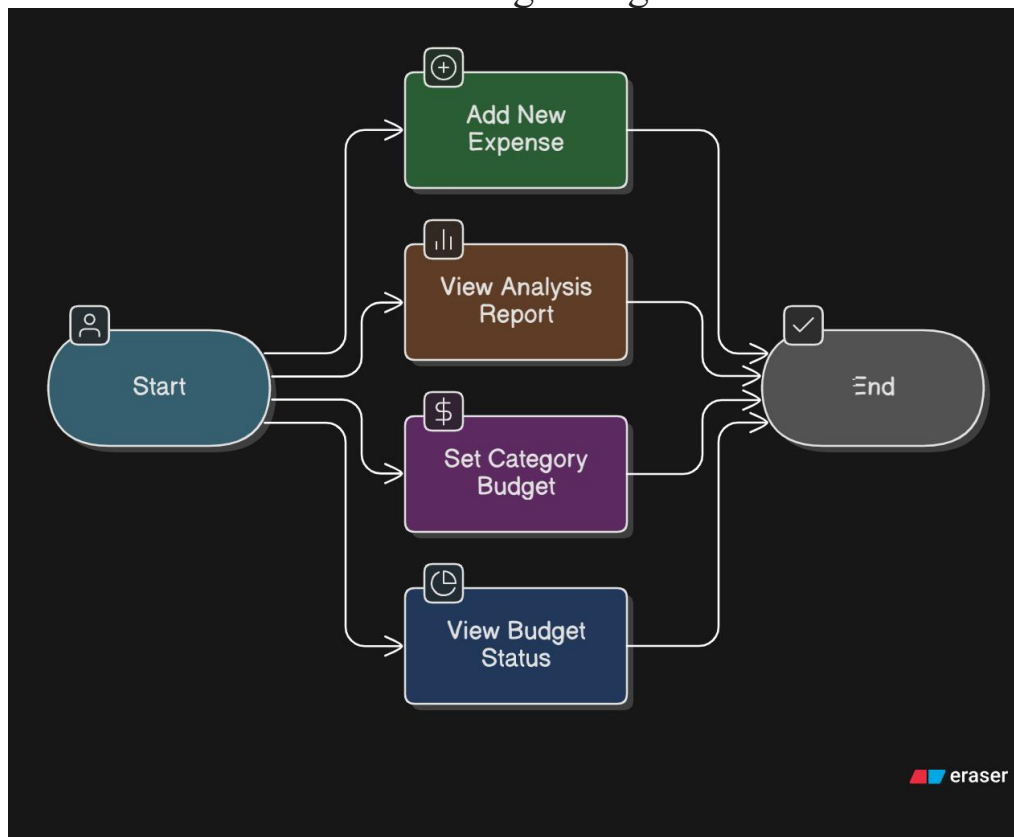 Start
Add New
Expense
View Analysis
Report
Set Category
Budget
View Budget
Status
End
eraser